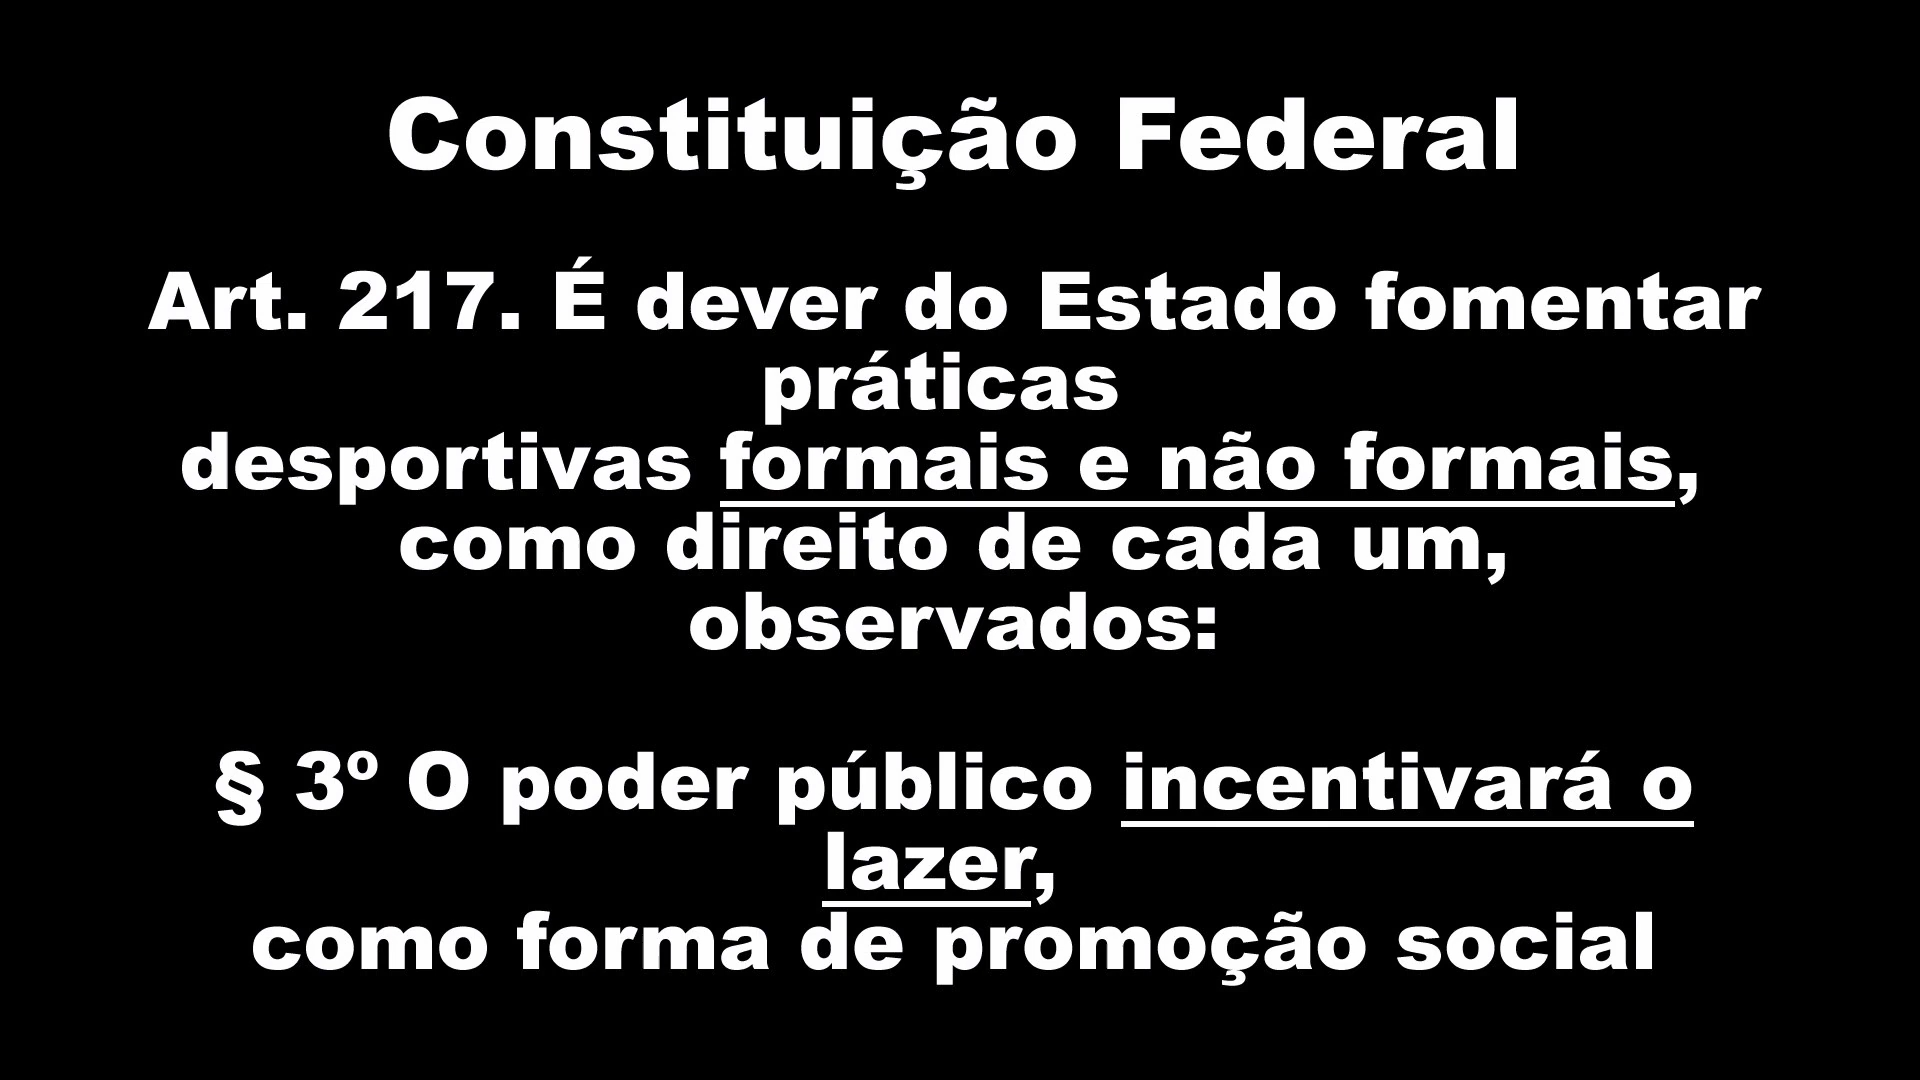 Constituição Federal
Art. 217. É dever do Estado fomentar
práticas
desportivas formais e não formais,
como direito de cada um,
observados:
§ 3º O poder público incentivará o
lazer,
como forma de promoção social